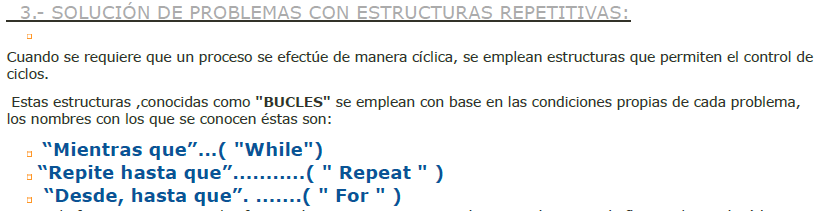 3.- SOLUCIÓN DE PROBLEMAS CON ESTRUCTURAS REPETITIVAS:
Cuando se requiere que un proceso se efectúe de manera cíclica, se emplean estructuras que permiten el control de
ciclos.
Estas estructuras ,conocidas como "BUCLES" se emplean con base en las condiciones propias de cada problema,
los nombres con los que se conocen éstas son:
“Mientras que”...( "While")
“Repite hasta que”...........( " Repeat " )
“Desde, hasta que”. .......( " For " )